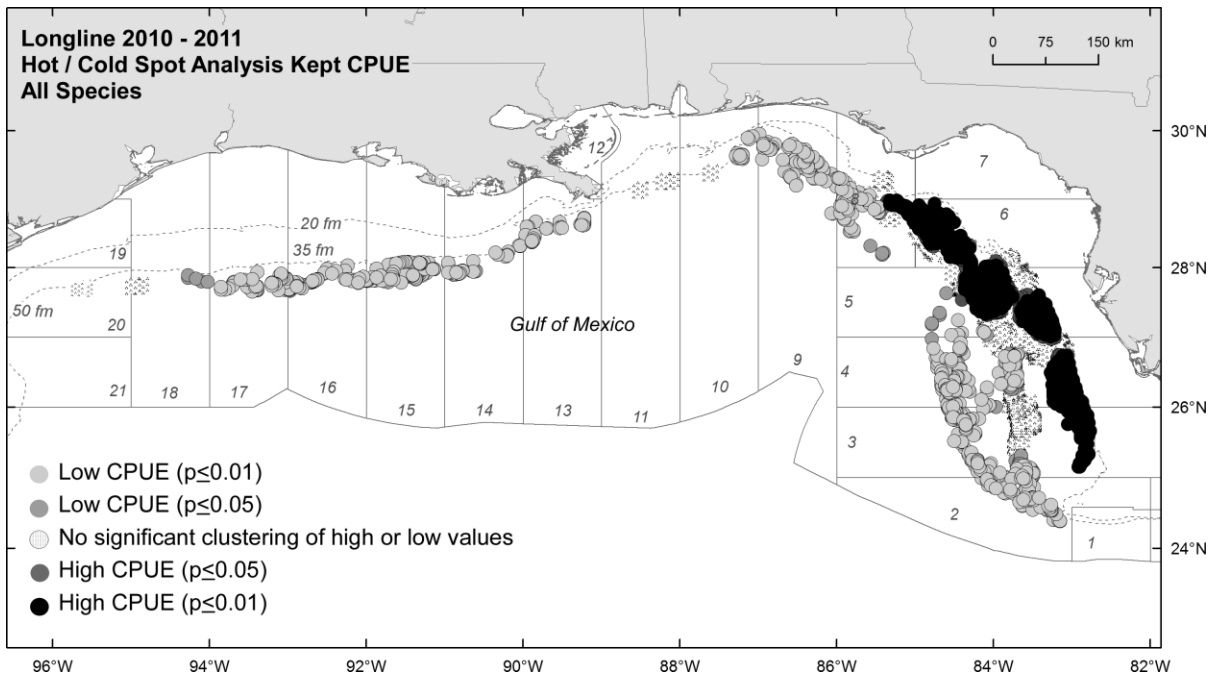 Longline 2010 - 2011
Hot / Cold Spot Analysis Kept CPUE
All Species
0 75 150 km
30°N
28°N
26°N
24°N
12
7
6
8
20 fm
35 fm
50 fm
19
20
21
18
17
16
15
14
13
11
10
9
5
4
3
2
1
Gulf of Mexico
Low CPUE (p≤0.01)
Low CPUE (p≤0.05)
No significant clustering of high or low values
High CPUE (p≤0.05)
High CPUE (p≤0.01)
96°W 94°W 92°W 90°W 88°W 86°W 84°W 82°W